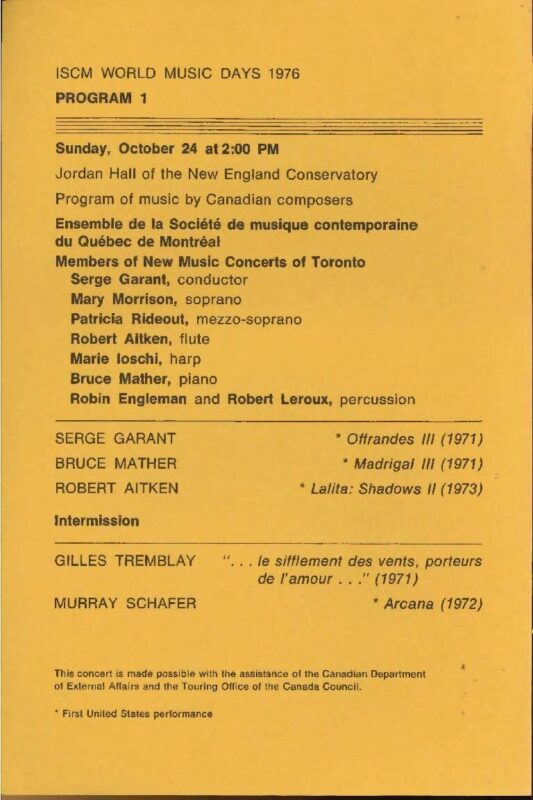 ISCM WORLD MUSIC DAYS 1976
PROGRAM 1
Sunday, October 24 at 2:00 PM
Jordan Hall of the New England Conservatory
Program of music by Canadian composers
Ensemble de la Société de musique contemporaine
du Québec de Montréal
Members of New Music Concerts of Toronto
Serge Garant, conductor
Mary Morrison, soprano
Patricia Rideout, mezzo-soprano
Robert Aitken, flute
Marie Ioschi, harp
Bruce Mather, piano
Robin Engleman and Robert Leroux, percussion
SERGE GARANT * Offrandes III (1971)
BRUCE MATHER * Madrigal III (1971)
ROBERT AITKEN * Lalita: Shadows II (1973)
Intermission
GILLES TREMBLAY ". . . le sifflement des vents, porteurs
de l'amour . . ." (1971)
MURRAY SCHAFER * Arcana (1972)
This concert is made possible with the assistance of the Canadian Department
of External Affairs and the Touring Office of the Canada Council.
* First United States performance